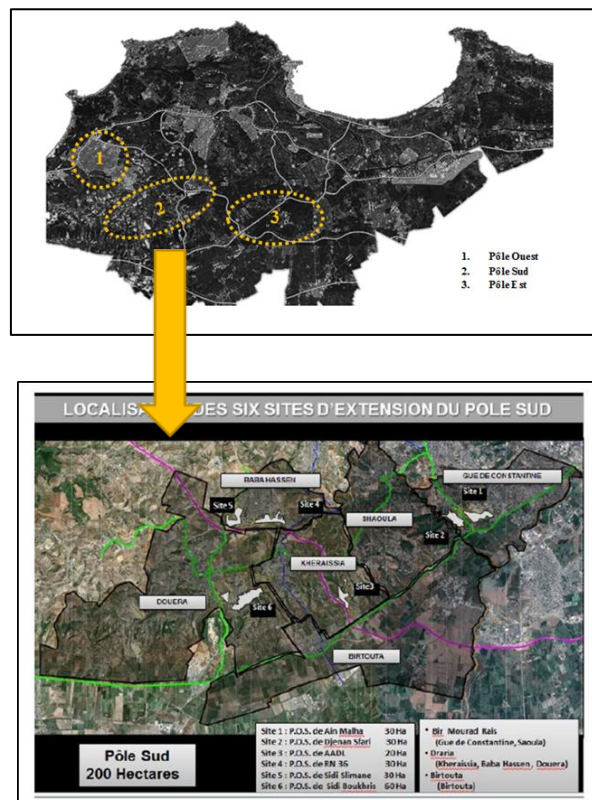 1
2
3
1. Pôle Ouest
2. Pôle Sud
3. Pôle Est
LOCALISA DES SIX SITES D'EXTENSION DU POLE SUD
BABA HASSEN
GUE DE CONSTANTINE
Site 5
Site 4
Site 1
SHAOULA
Site 2
KHERAISSIA
Site3
DOUERA
Site 6
BIRTOUTA
Pôle Sud
200 Hectares
Site 1 : P.O.S. de Ain Malha 30 Ha
Site 2 : P.O.S. de Djenan Sfari 30 Ha
Site 3 : P.O.S. de AADL 20 Ha
Site 4 : P.O.S. de RN 36 30 Ha
Site 5 : P.O.S. de Sidi Slimane 30 Ha
Site 6 : P.O.S. de Sidi Boukhris 60 Ha
• Bir Mourad Rais
(Gue de Constantine, Saoula)
• Draria
(Kheraissia, Baba Hassen, Douera)
• Birtouta
(Birtouta)